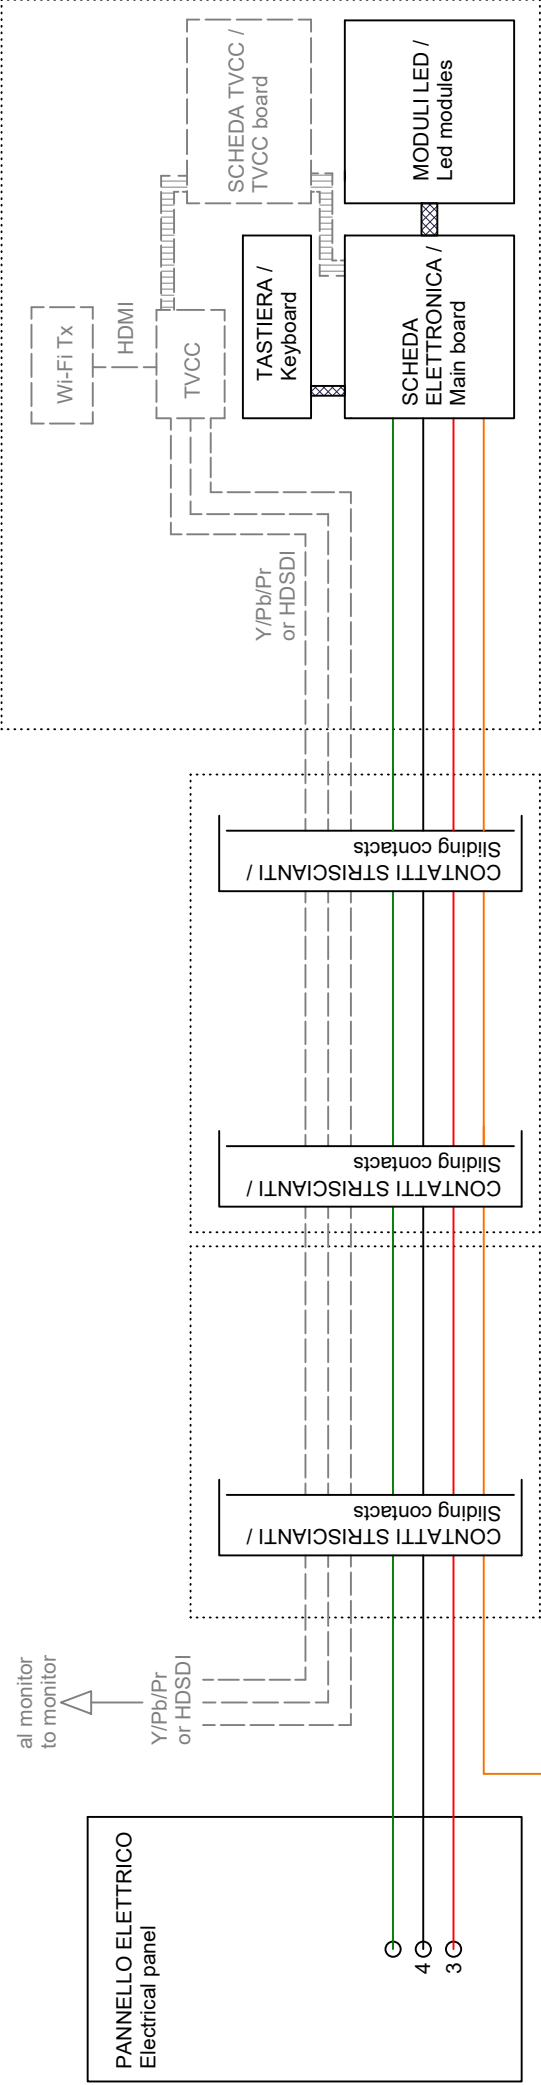 SCHEDA TVCC /
TVCC board
MODULI LED /
Led modules
Wi-Fi Tx
HDMI
TVCC
TASTIERA /
Keyboard
SCHEDA
ELETTRONICA /
Main board
Y/Pb/Pr
or HDSDI
CONTATTI STRISCIANTI /
Sliding contacts
CONTATTI STRISCIANTI /
Sliding contacts
CONTATTI STRISCIANTI /
Sliding contacts
al monitor
to monitor
Y/Pb/Pr
or HDSDI
PANNELLO ELETTRICO
Electrical panel
4
3